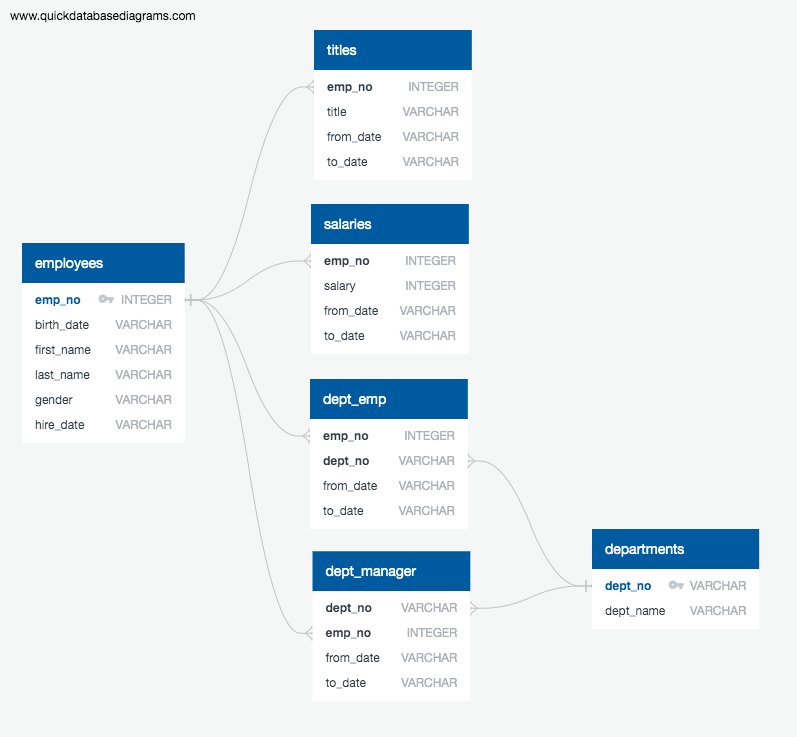 www.quickdatabasediagrams.com
titles
emp_no INTEGER
title VARCHAR
from_date VARCHAR
to_date VARCHAR
salaries
emp_no INTEGER
salary INTEGER
from_date VARCHAR
to_date VARCHAR
employees
emp_no INTEGER
birth_date VARCHAR
first_name VARCHAR
last_name VARCHAR
gender VARCHAR
hire_date VARCHAR
dept_emp
emp_no INTEGER
dept_no VARCHAR
from_date VARCHAR
to_date VARCHAR
dept_manager
dept_no VARCHAR
emp_no INTEGER
from_date VARCHAR
to_date VARCHAR
departments
dept_no VARCHAR
dept_name VARCHAR